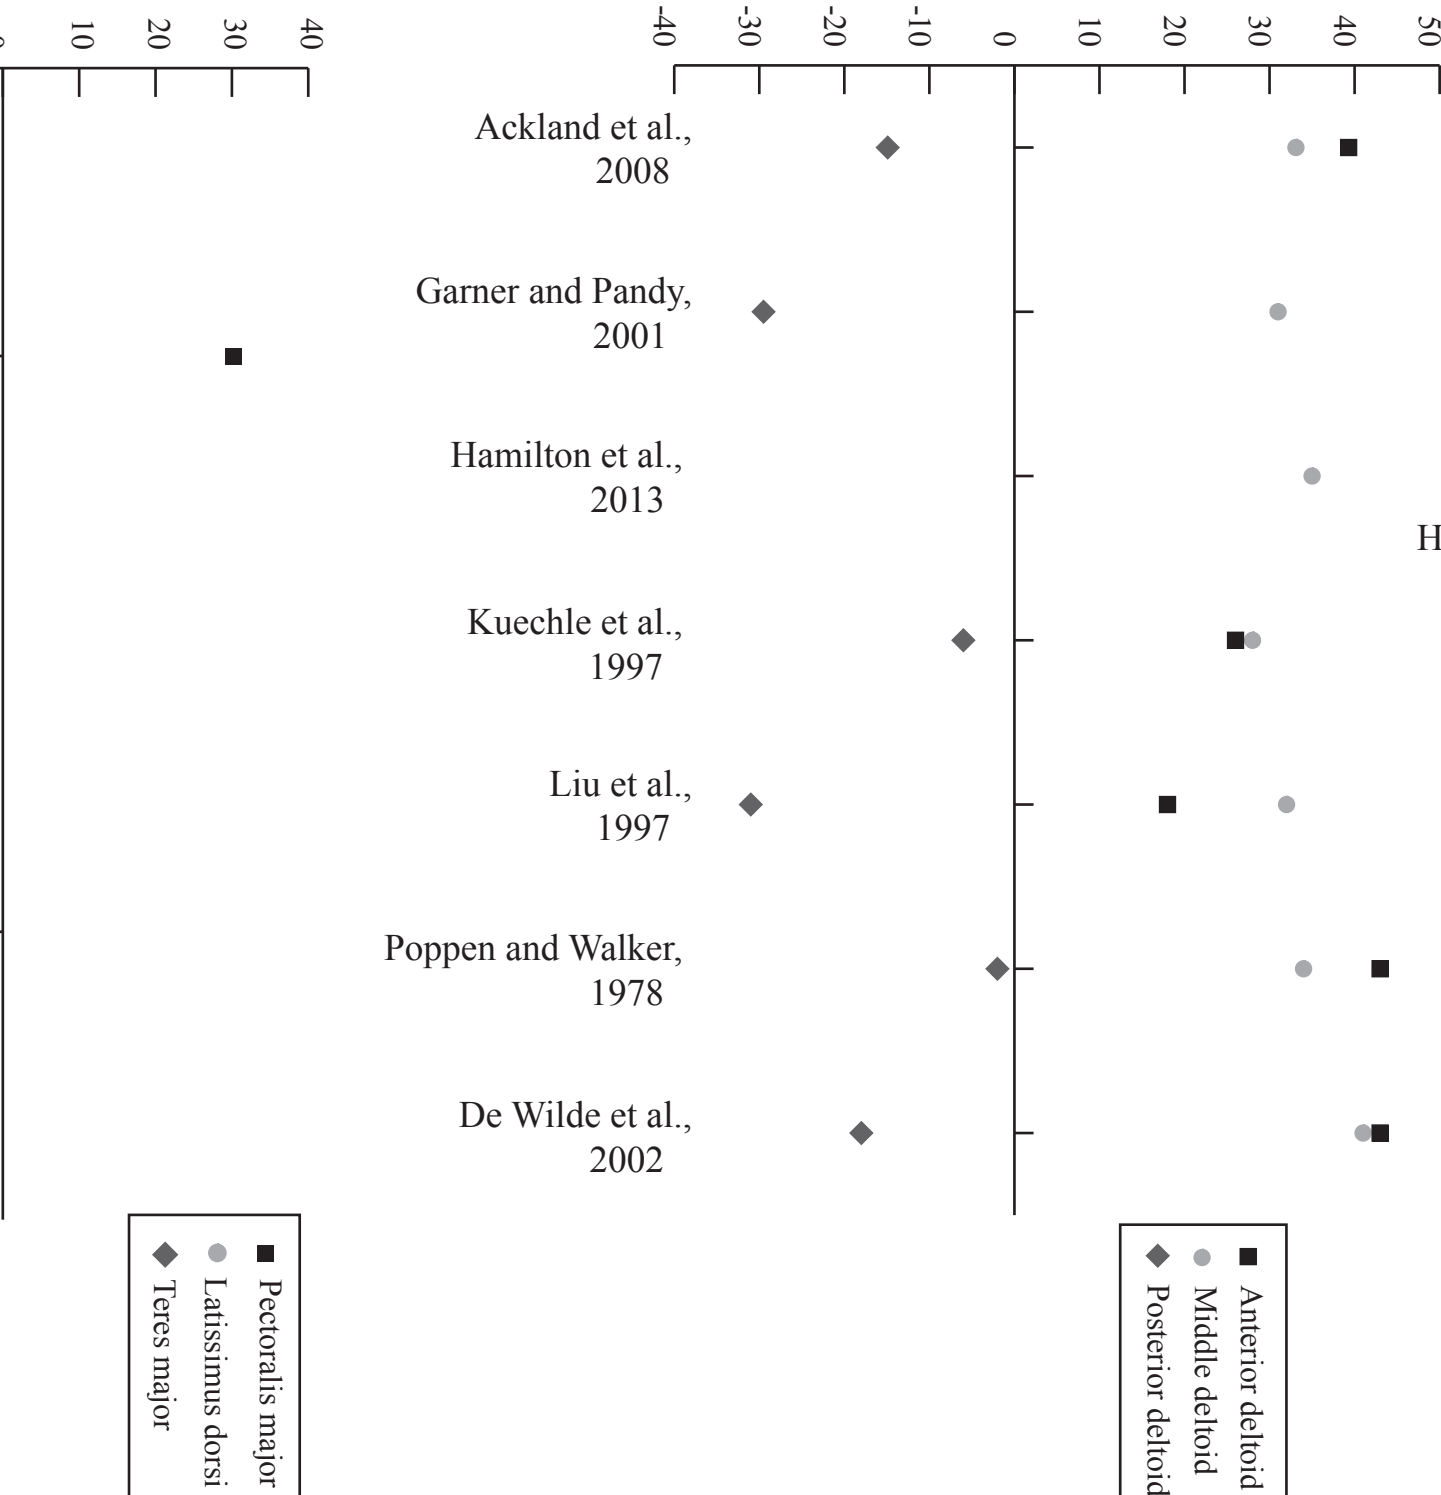 10
20
30
40
-40
-30
-20
-10
0
10
20
30
40
50
Ackland et al.,
2008
Garner and Pandy,
2001
Hamilton et al.,
2013
H
Kuechle et al.,
1997
Liu et al.,
1997
Poppen and Walker,
1978
De Wilde et al.,
2002
Pectoralis major
Latissimus dorsi
Teres major
Anterior deltoid
Middle deltoid
Posterior deltoid